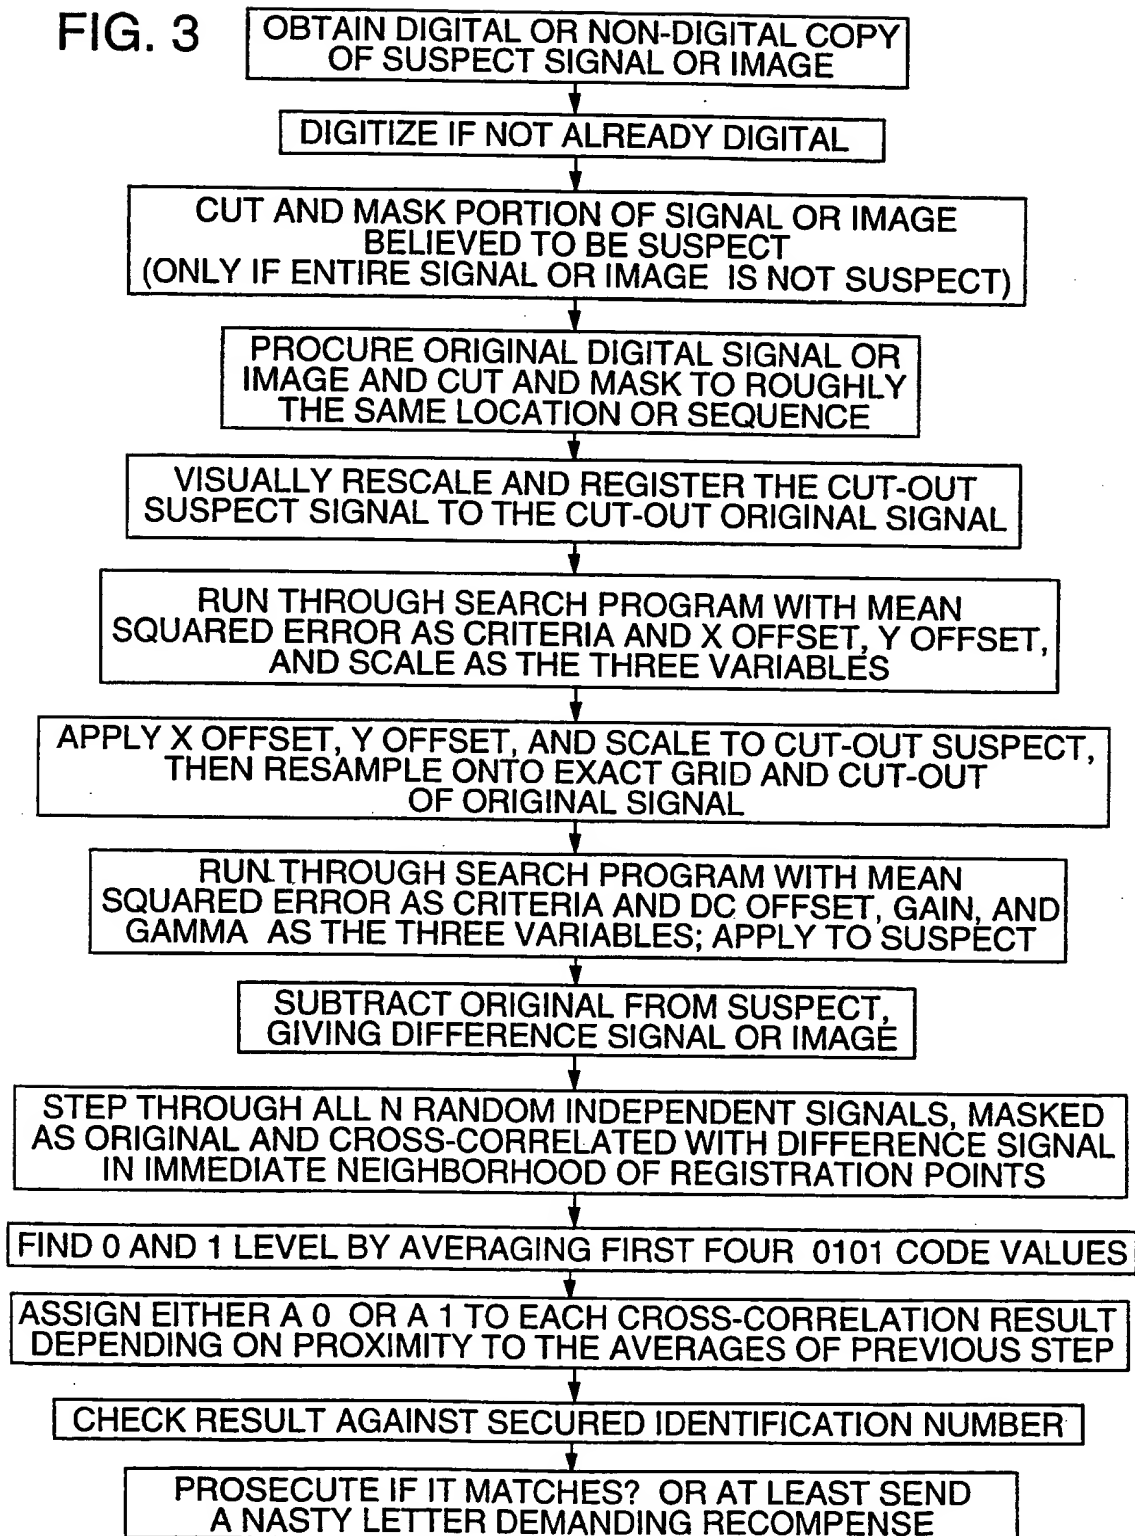 FIG. 3
OBTAIN DIGITAL OR NON-DIGITAL COPY
OF SUSPECT SIGNAL OR IMAGE
DIGITIZE IF NOT ALREADY DIGITAL
CUT AND MASK PORTION OF SIGNAL OR IMAGE
BELIEVED TO BE SUSPECT
(ONLY IF ENTIRE SIGNAL OR IMAGE IS NOT SUSPECT)
PROCURE ORIGINAL DIGITAL SIGNAL OR
IMAGE AND CUT AND MASK TO ROUGHLY
THE SAME LOCATION OR SEQUENCE
VISUALLY RESCALE AND REGISTER THE CUT-OUT
SUSPECT SIGNAL TO THE CUT-OUT ORIGINAL SIGNAL
RUN THROUGH SEARCH PROGRAM WITH MEAN
SQUARED ERROR AS CRITERIA AND X OFFSET, Y OFFSET,
AND SCALE AS THE THREE VARIABLES
APPLY X OFFSET, Y OFFSET, AND SCALE TO CUT-OUT SUSPECT,
THEN RESAMPLE ONTO EXACT GRID AND CUT-OUT
OF ORIGINAL SIGNAL
RUN THROUGH SEARCH PROGRAM WITH MEAN
SQUARED ERROR AS CRITERIA AND DC OFFSET, GAIN, AND
GAMMA AS THE THREE VARIABLES; APPLY TO SUSPECT
SUBTRACT ORIGINAL FROM SUSPECT,
GIVING DIFFERENCE SIGNAL OR IMAGE
STEP THROUGH ALL N RANDOM INDEPENDENT SIGNALS, MASKED
AS ORIGINAL AND CROSS-CORRELATED WITH DIFFERENCE SIGNAL
IN IMMEDIATE NEIGHBORHOOD OF REGISTRATION POINTS
FIND 0 AND 1 LEVEL BY AVERAGING FIRST FOUR 0101 CODE VALUES
ASSIGN EITHER A 0 OR A 1 TO EACH CROSS-CORRELATION RESULT
DEPENDING ON PROXIMITY TO THE AVERAGES OF PREVIOUS STEP
CHECK RESULT AGAINST SECURED IDENTIFICATION NUMBER
PROSECUTE IF IT MATCHES? OR AT LEAST SEND
A NASTY LETTER DEMANDING RECOMPENSE